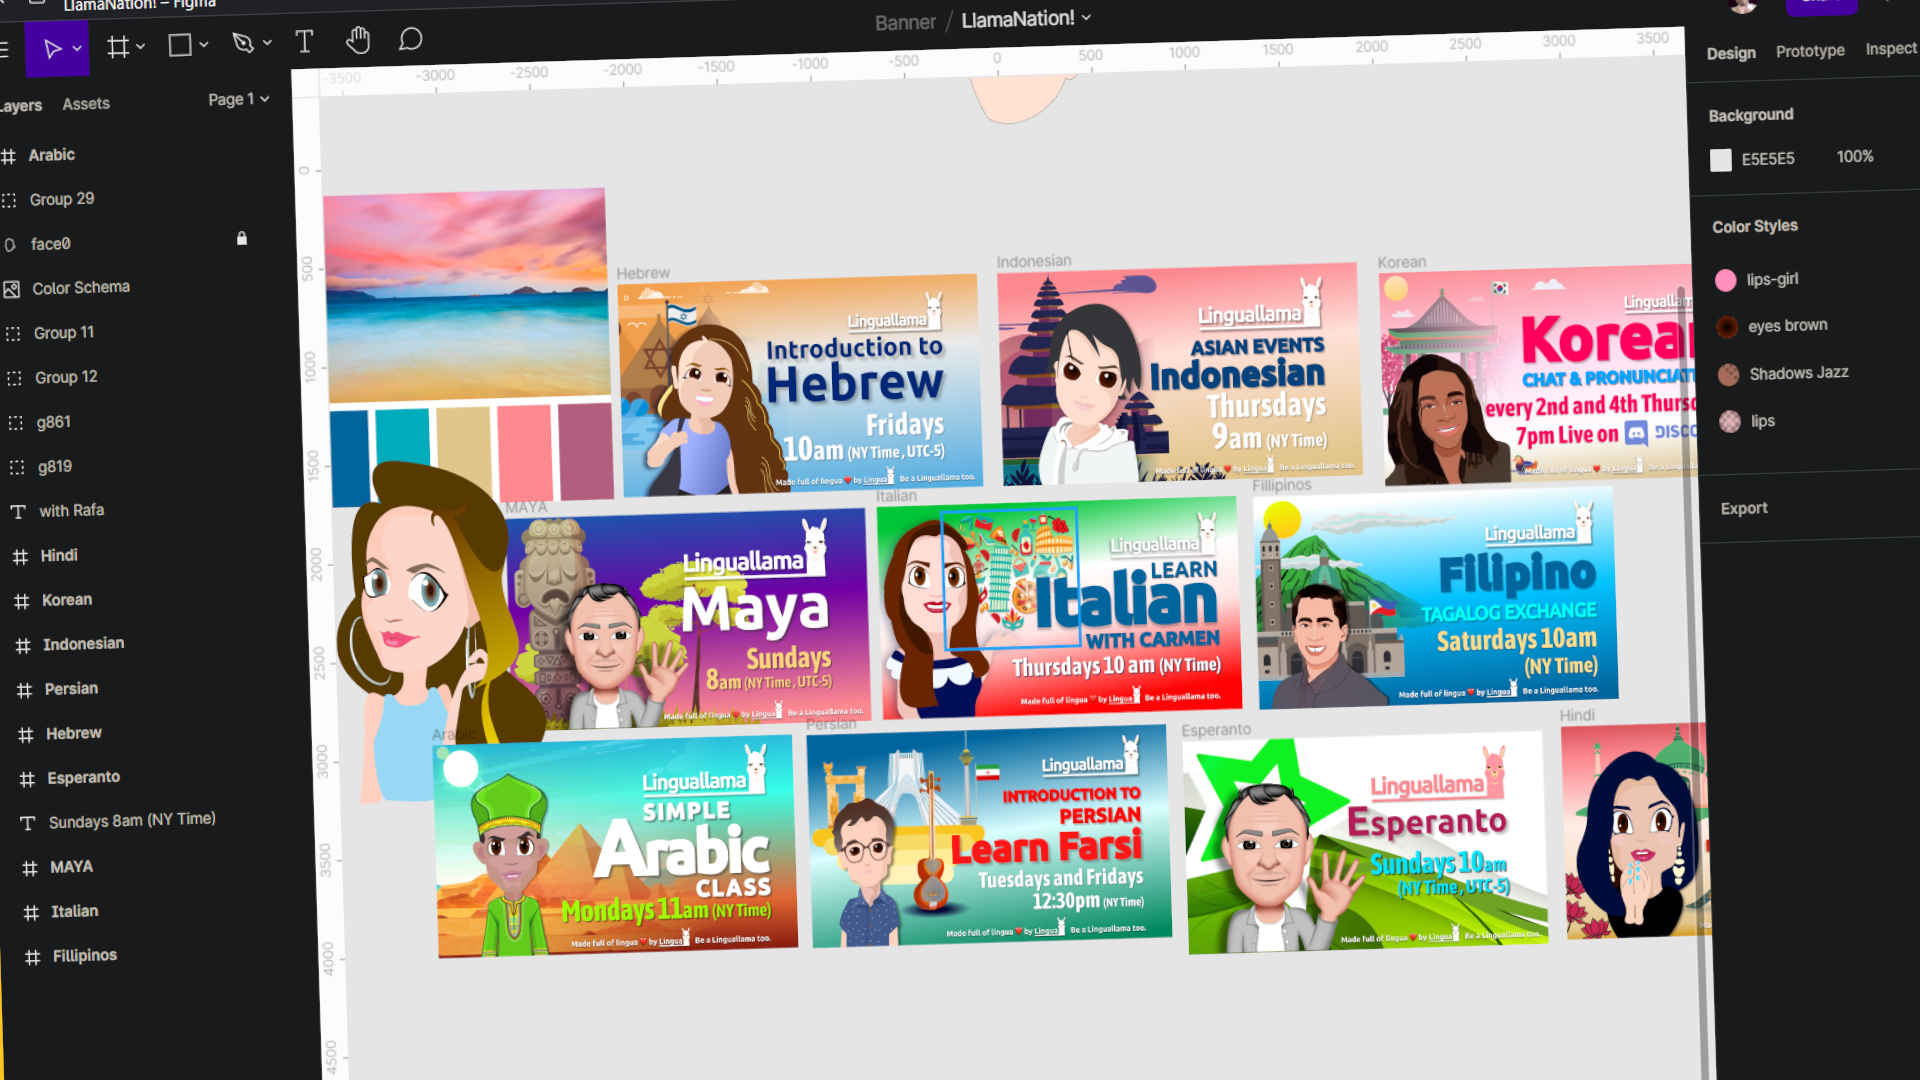 LlamaNation! – Figma
Banner / LlamaNation!
Layers
Assets
Page 1
Arabic
Group 29
face0
Color Schema
Group 11
Group 12
g861
g819
with Rafa
Hindi
Korean
Indonesian
Persian
Hebrew
Esperanto
Sundays 8am (NY Time)
MAYA
Italian
Fillipinos
-3500 -3000 -2500 -2000 -1500 -1000 -500 0 500 1000 1500 2000 2500 3000 3500
0
500
1000
1500
2000
2500
3000
3500
4000
4500
Hebrew
Linguallama
Introduction to
Hebrew
Fridays
10am (NY Time, UTC-5)
Made full of lingua ❤ by Lingua Be a Linguallama too.
Indonesian
Linguallama
ASIAN EVENTS
Indonesian
Thursdays
9am (NY Time)
Made full of lingua ❤ by Lingua Be a Linguallama too.
Korean
Linguallam
Korea
CHAT & PRONUNCIAT
every 2nd and 4th Thurs
7pm Live on DISCO
Made full of lingua ❤ by Lingua Be a Linguallama
MAYA
Linguallama
Maya
Sundays
8am (NY Time, UTC-5)
Made full of lingua ❤ by Lingua Be a Linguallama too.
Italian
Linguallama
LEARN
Italian
WITH CARMEN
Thursdays 10 am (NY Time)
Made full of lingua ❤ by Lingua Be a Linguallama too.
Fillipinos
Linguallama
Filipino
TAGALOG EXCHANGE
Saturdays 10am
(NY Time)
Made full of lingua ❤ by Lingua Be a Linguallama too.
Arabic
Linguallama
SIMPLE
Arabic
CLASS
Mondays 11am (NY Time)
Made full of lingua ❤ by Lingua Be a Linguallama too.
Persian
Linguallama
INTRODUCTION TO
PERSIAN
Learn Farsi
Tuesdays and Fridays
12:30pm (NY Time)
Made full of lingua ❤ by Lingua Be a Linguallama too.
Esperanto
Linguallama
Esperanto
Sundays 10am
(NY Time, UTC-5)
Made full of lingua ❤ by Lingua Be a Linguallama too.
Hindi
Design
Prototype
Inspect
Background
E5E5E5
100%
Color Styles
lips-girl
eyes brown
Shadows Jazz
lips
Export